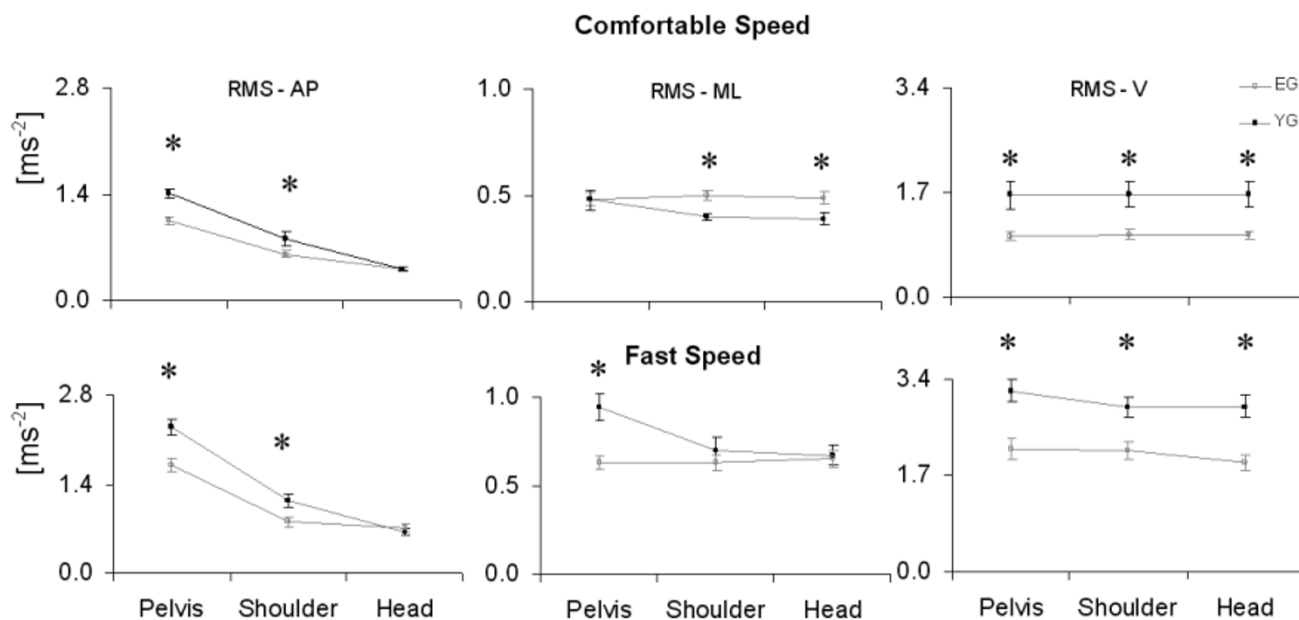 Comfortable Speed
RMS - AP
RMS - ML
RMS - V
EG
YG
[ms-2]
2.8
1.4
0.0
1.0
0.5
0.0
3.4
1.7
0.0
* *
* *
* * *
Fast Speed
[ms-2]
2.8
1.4
0.0
1.0
0.5
0.0
3.4
1.7
0.0
* *
*
* * *
Pelvis Shoulder Head
Pelvis Shoulder Head
Pelvis Shoulder Head